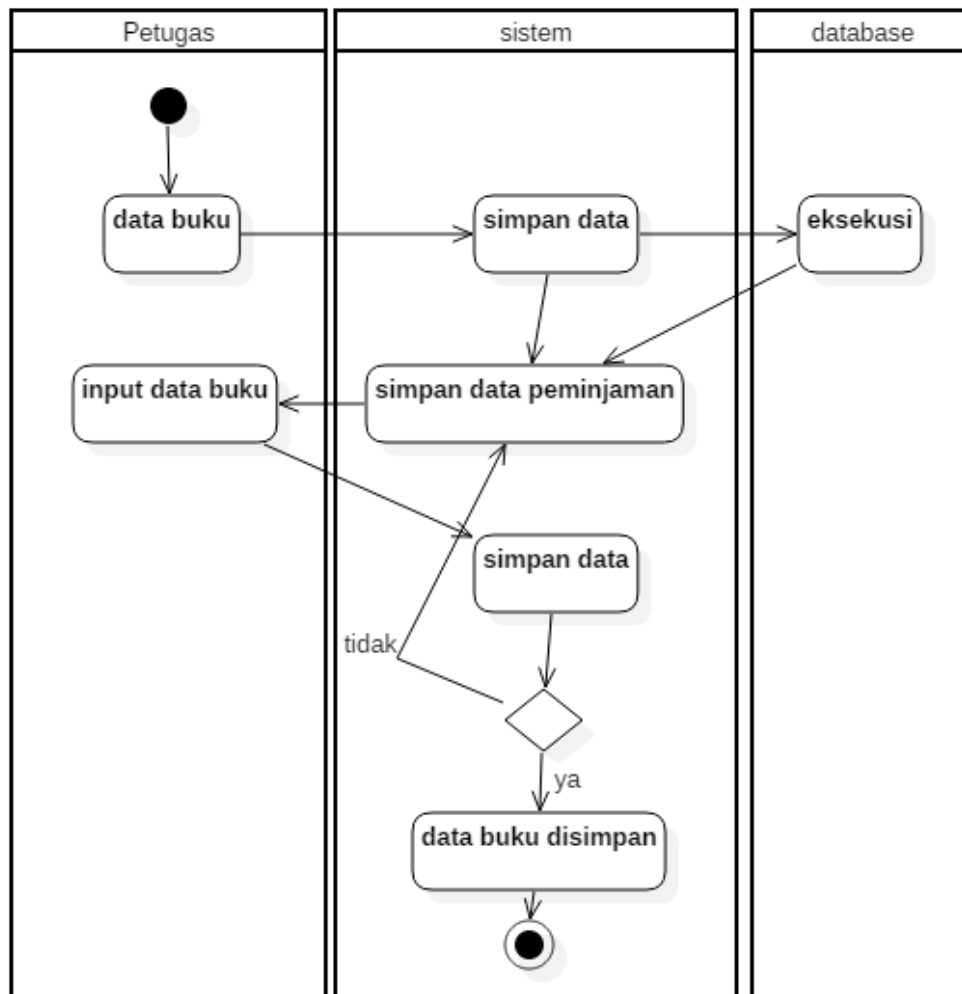 Petugas
sistem
database
data buku
simpan data
eksekusi
input data buku
simpan data peminjaman
simpan data
tidak
ya
data buku disimpan